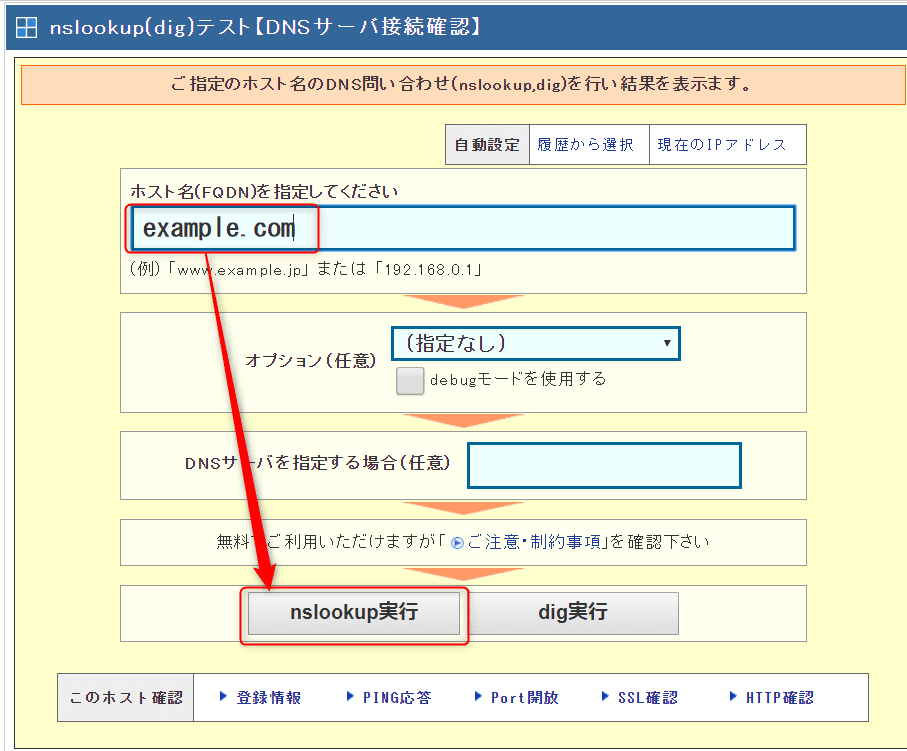 nslookup(dig)テスト【DNSサーバ接続確認】
ご指定のホスト名のDNS問い合わせ(nslookup,dig)を行い結果を表示ます。
自動設定 履歴から選択 現在のIPアドレス
ホスト名(FQDN)を指定してください
example.com
(例)「www.example.jp」または「192.168.0.1」
オプション(任意) (指定なし)
debugモードを使用する
DNSサーバを指定する場合(任意)
無料でご利用いただけますが「ご注意・制約事項」を確認下さい
nslookup実行 dig実行
このホスト確認 登録情報 PING応答 Port開放 SSL確認 HTTP確認